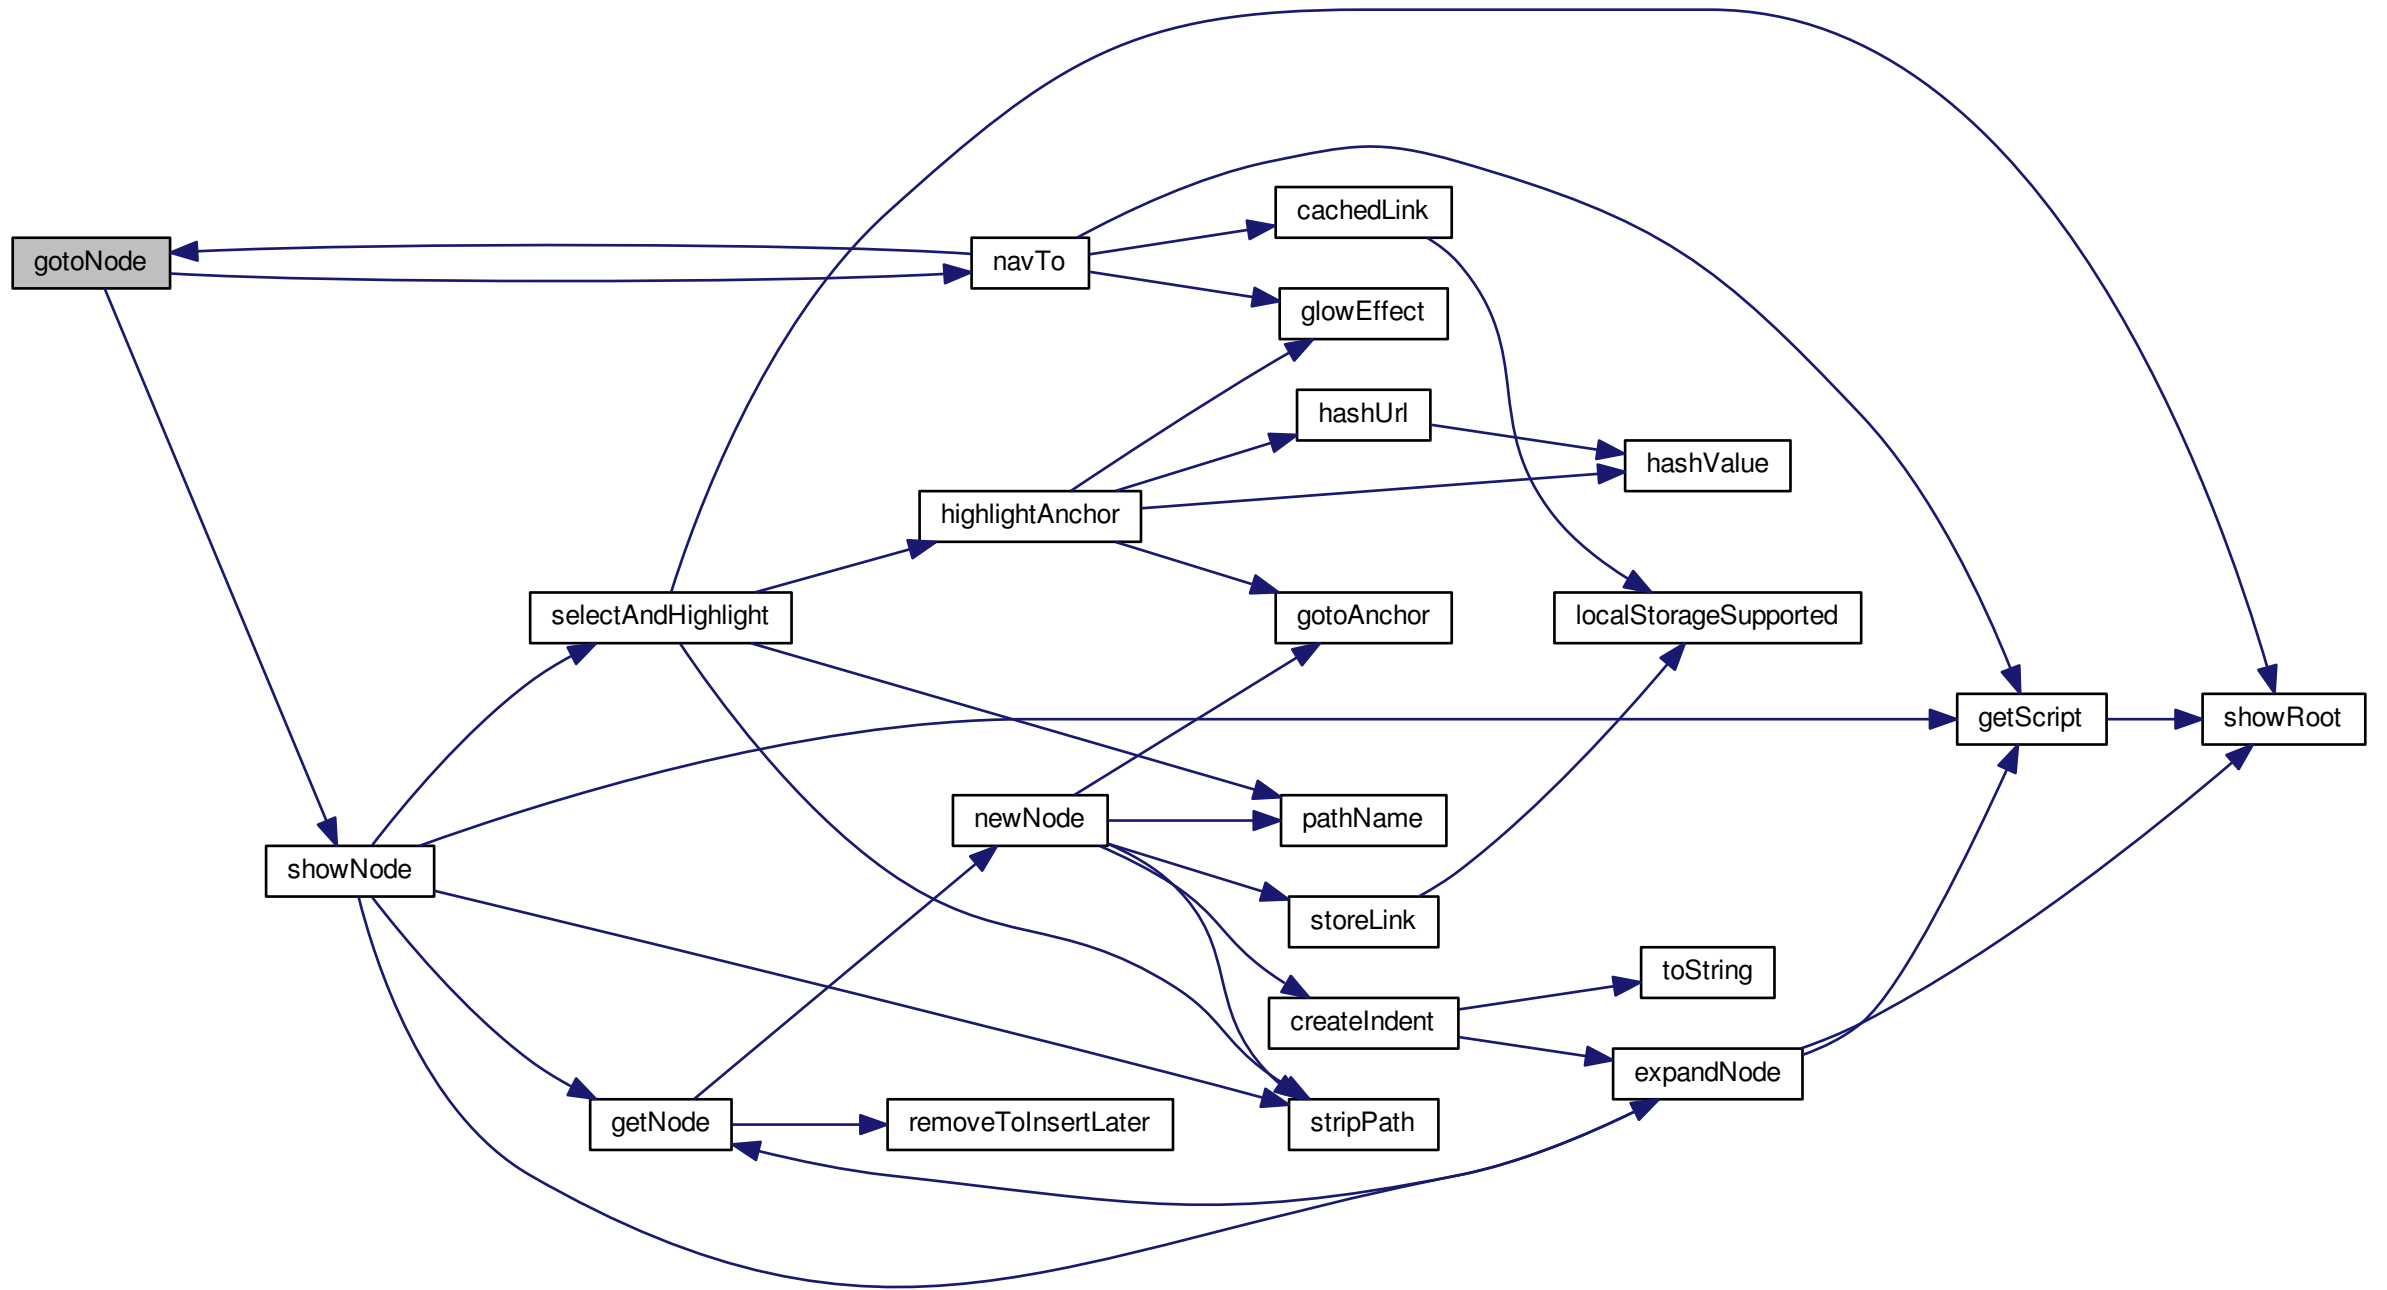 gotoNode
navTo
cachedLink
glowEffect
hashUrl
hashValue
highlightAnchor
selectAndHighlight
gotoAnchor
localStorageSupported
getScript
showRoot
newNode
pathName
showNode
storeLink
toString
createIndent
expandNode
getNode
removeToInsertLater
stripPath